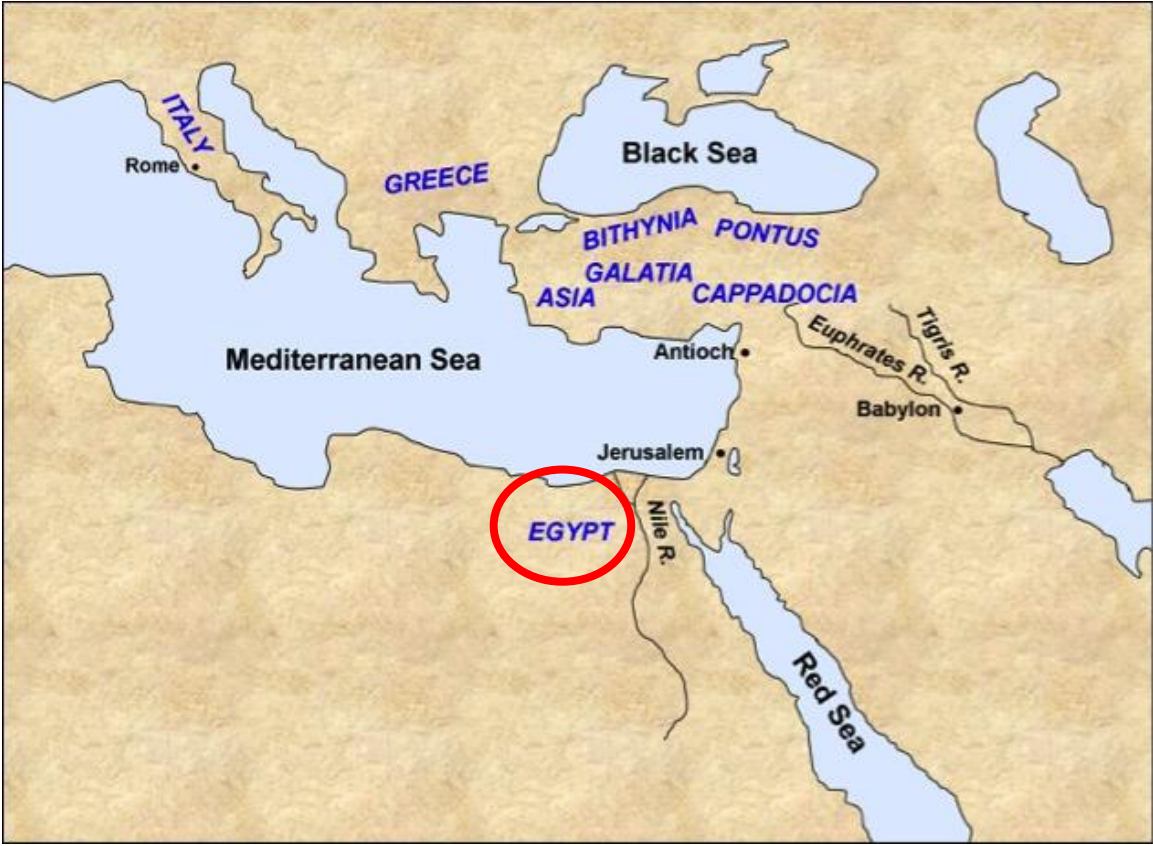 ITALY
Rome
GREECE
Black Sea
BITHYNIA
PONTUS
GALATIA
ASIA
CAPPADOCIA
Mediterranean Sea
Antioch
Euphrates R.
Tigris R.
Babylon
Jerusalem
EGYPT
Nile R.
Red Sea